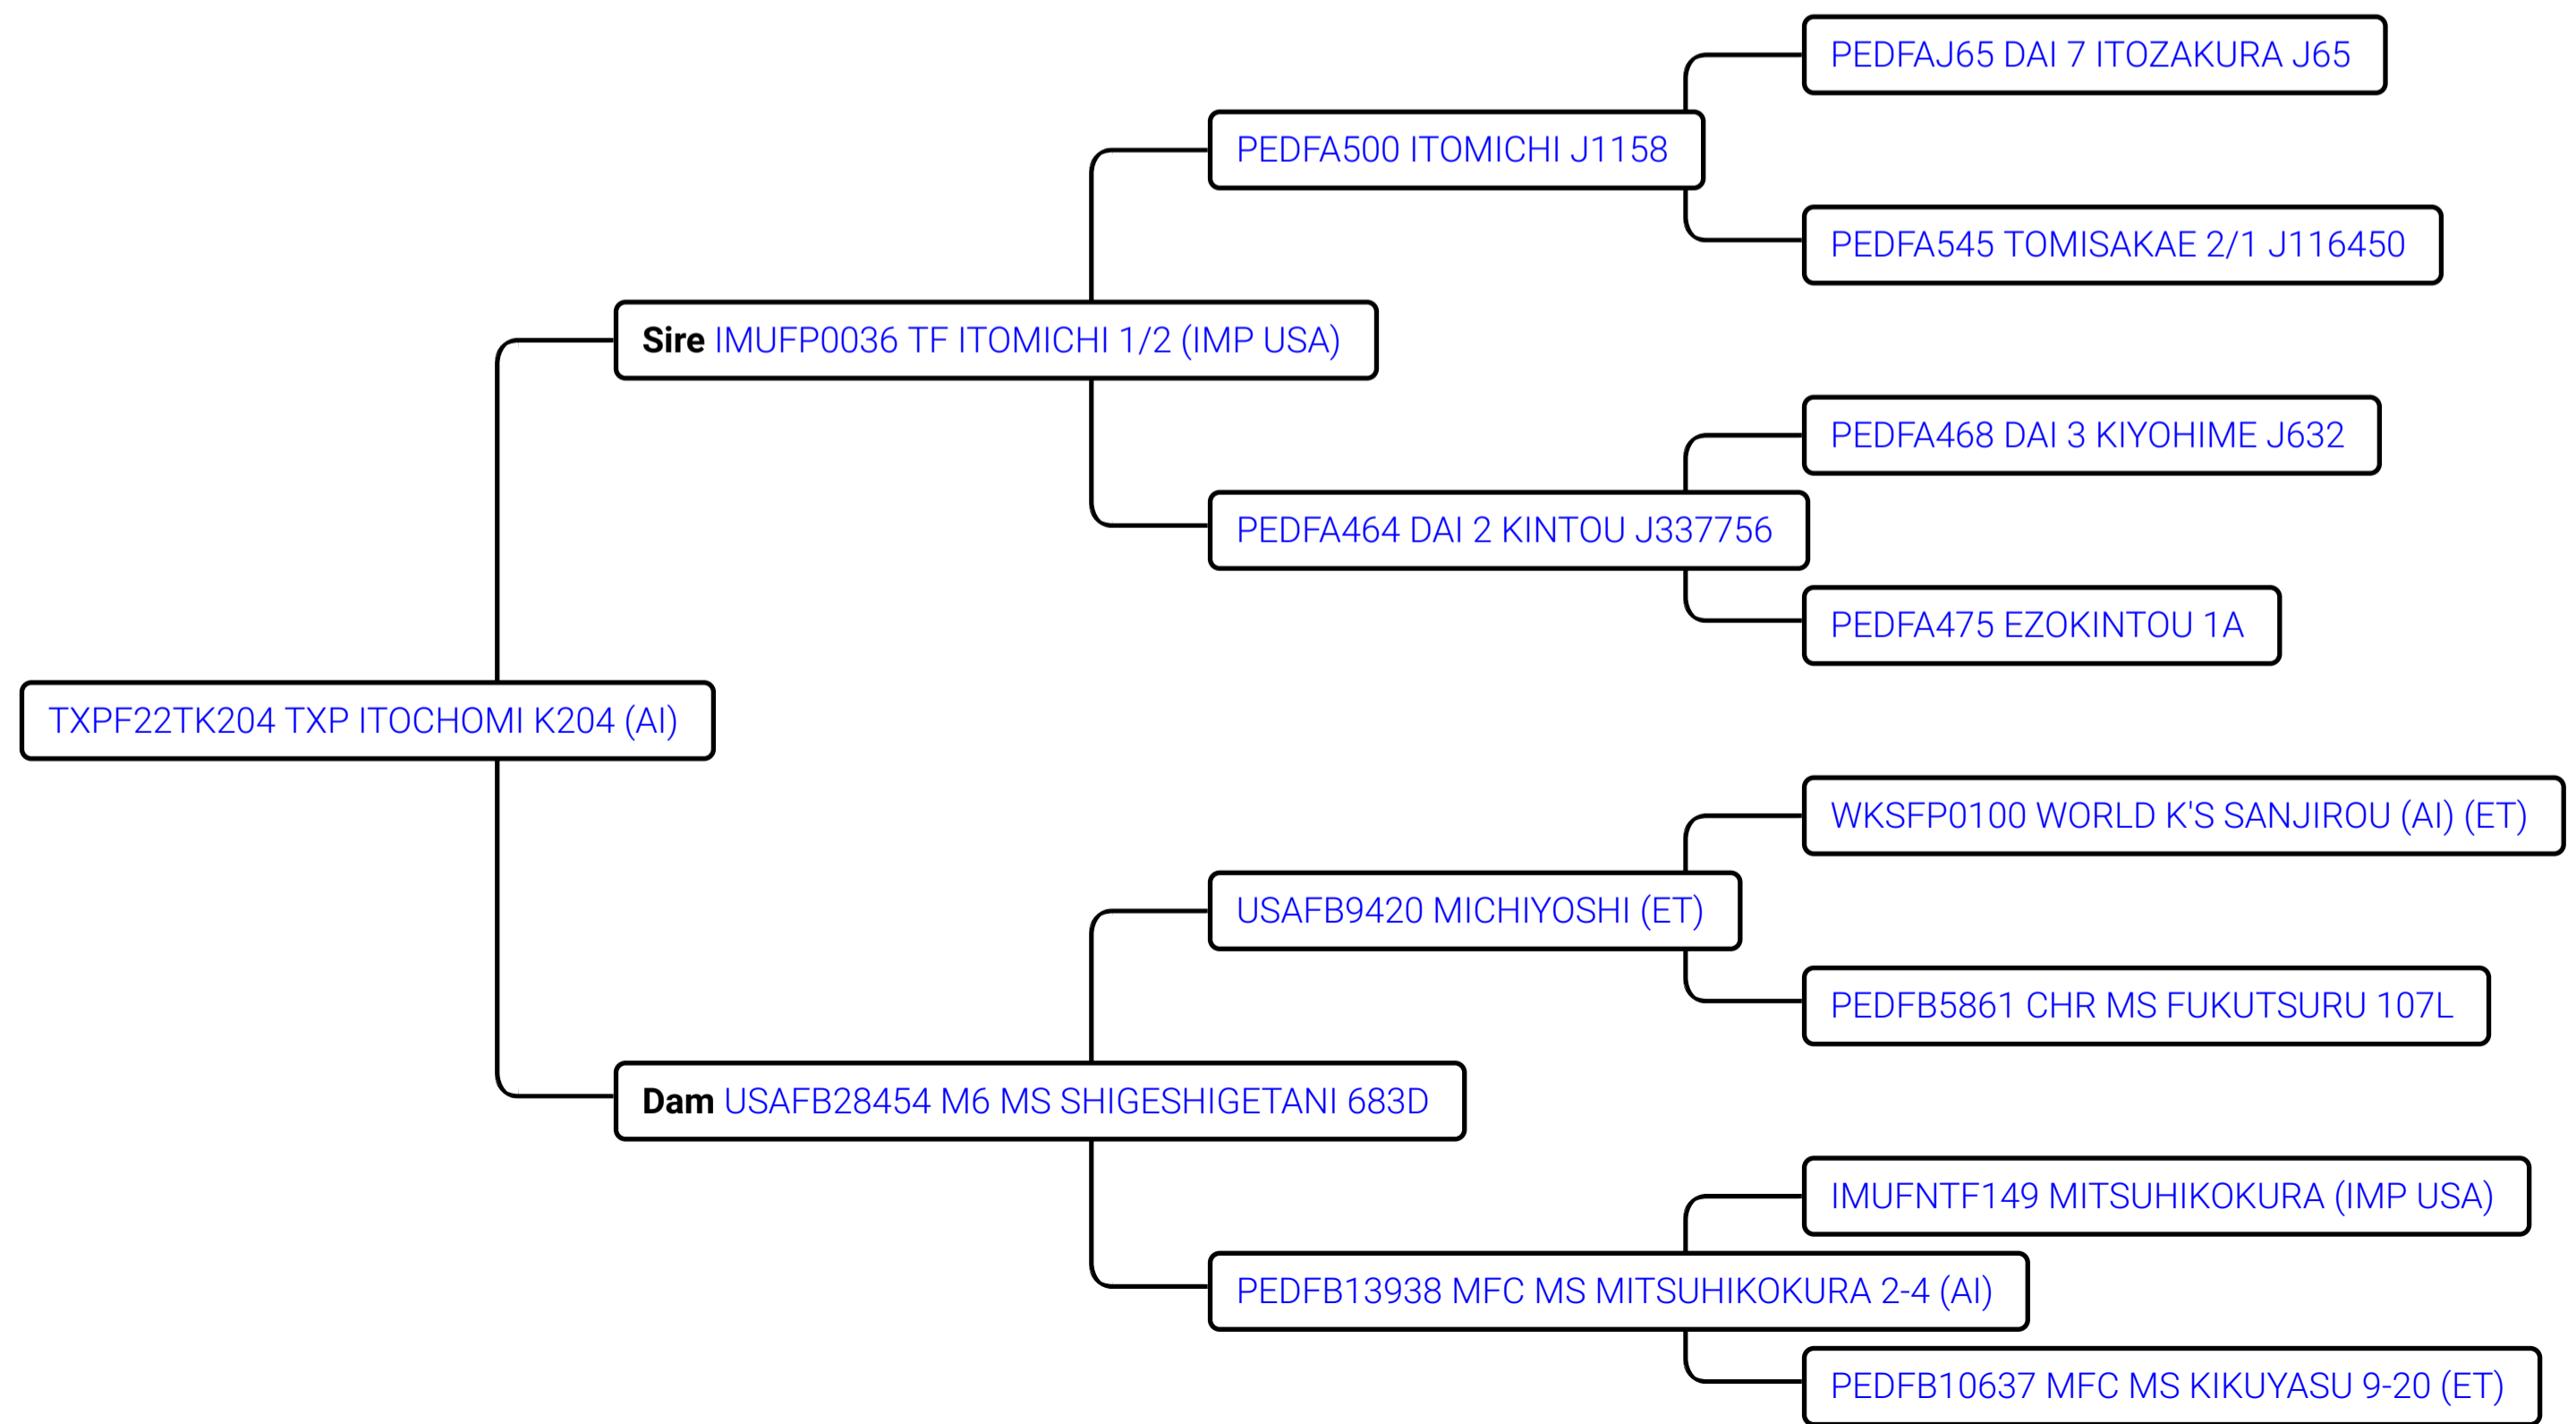 PEDFAJ65 DAI 7 ITOZAKURA J65
PEDFA500 ITOMICHI J1158
PEDFA545 TOMISAKAE 2/1 J116450
Sire IMUFP0036 TF ITOMICHI 1/2 (IMP USA)
PEDFA468 DAI 3 KIYOHIME J632
PEDFA464 DAI 2 KINTOU J337756
PEDFA475 EZOKINTOU 1A
TXPF22TK204 TXP ITOCHOMI K204 (AI)
WKSFP0100 WORLD K'S SANJIROU (AI) (ET)
USAFB9420 MICHIYOSHI (ET)
PEDFB5861 CHR MS FUKUTSURU 107L
Dam USAFB28454 M6 MS SHIGESHIGETANI 683D
IMUFNTF149 MITSUHIKOKURA (IMP USA)
PEDFB13938 MFC MS MITSUHIKOKURA 2-4 (AI)
PEDFB10637 MFC MS KIKUYASU 9-20 (ET)